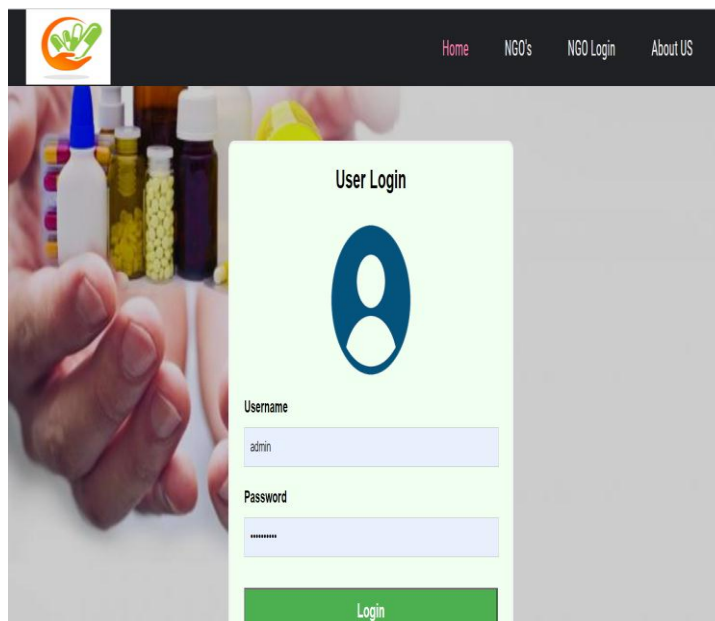 Home NGO's NGO Login About US
User Login
Username
admin
Password
••••••••••
Login